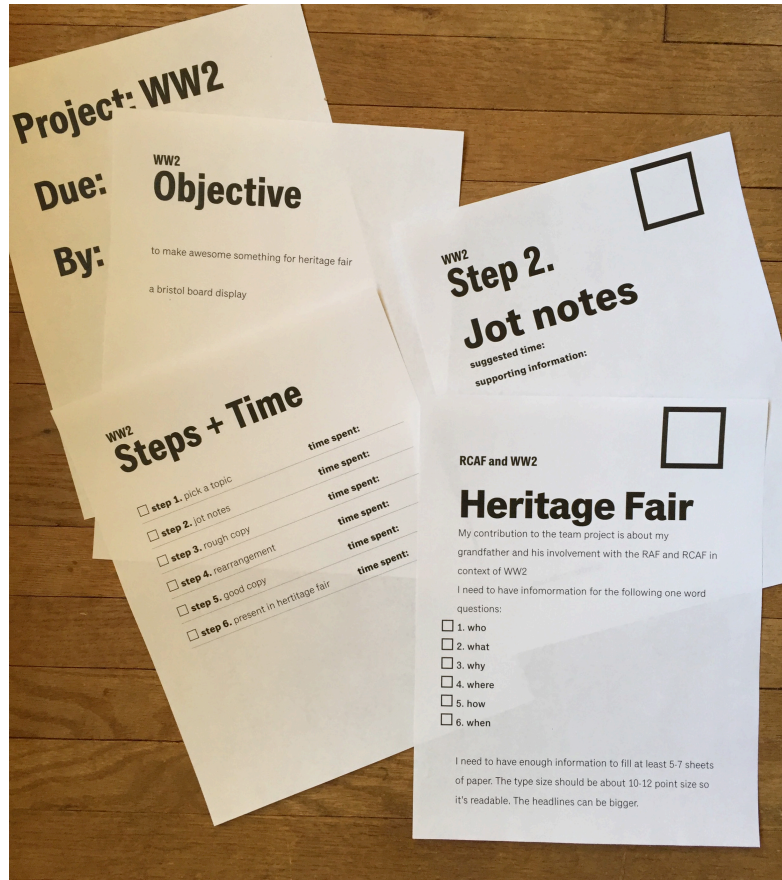 Project: WW2
Due:
By:
WW2
Objective
to make awesome something for heritage fair
a bristol board display
WW2
Step 2.
Jot notes
suggested time:
supporting information:
WW2
Steps + Time
step 1. pick a topic time spent:
step 2. jot notes time spent:
step 3. rough copy time spent:
step 4. rearrangement time spent:
step 5. good copy time spent:
step 6. present in hertitage fair time spent:
RCAF and WW2
Heritage Fair
My contribution to the team project is about my
grandfather and his involvement with the RAF and RCAF in
context of WW2
I need to have infomormation for the following one word
questions:
1. who
2. what
3. why
4. where
5. how
6. when
I need to have enough information to fill at least 5-7 sheets
of paper. The type size should be about 10-12 point size so
it's readable. The headlines can be bigger.